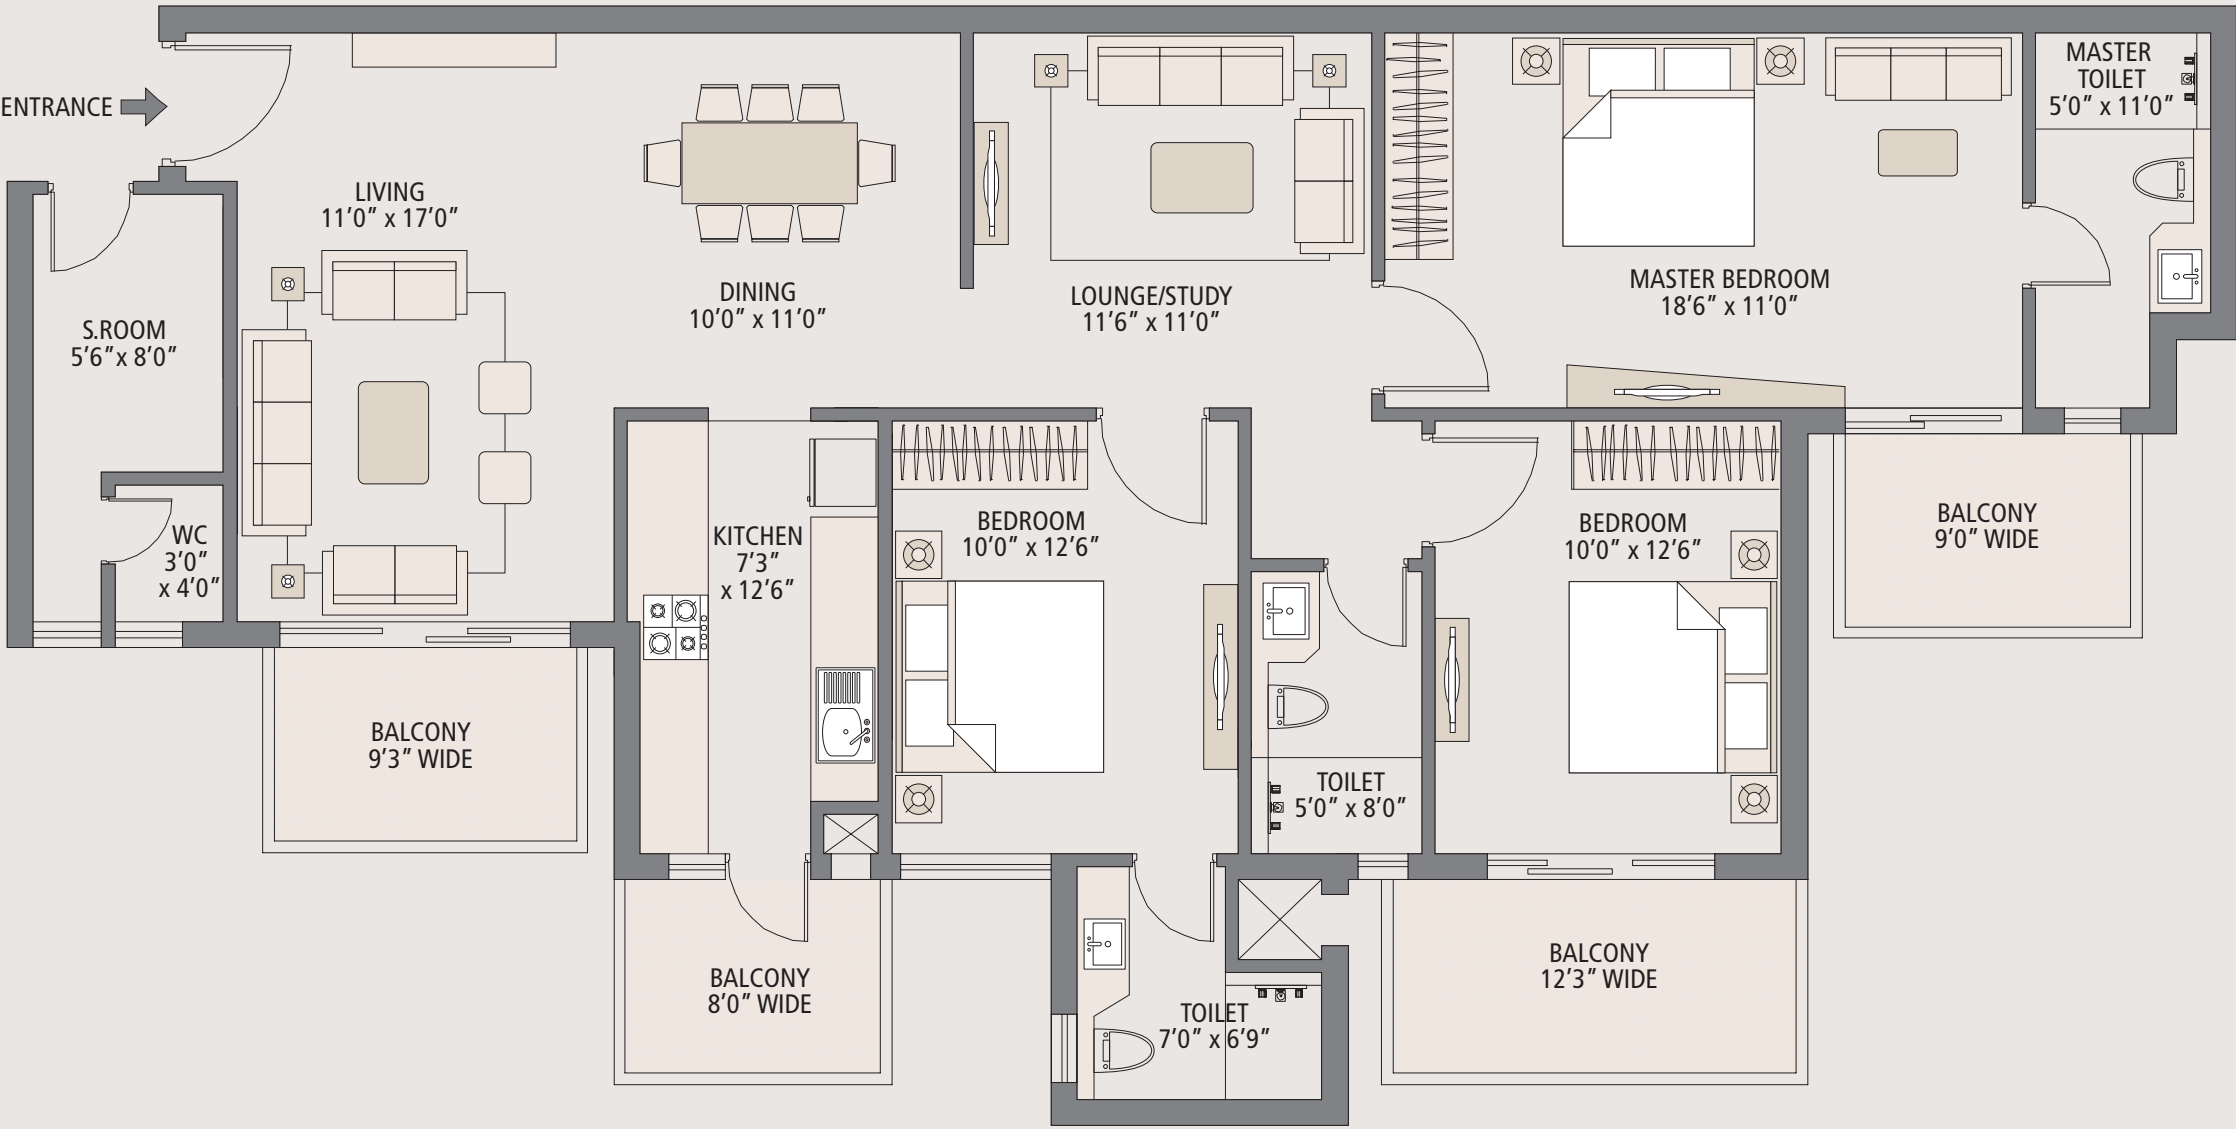 ENTRANCE
LIVING
11’0” x 17’0”
S.ROOM
5’6”x 8’0”
WC
3’0”
x 4’0”
DINING
10’0” x 11’0”
LOUNGE/STUDY
11’6” x 11’0”
MASTER BEDROOM
18’6” x 11’0”
MASTER
TOILET
5’0” x 11’0”
KITCHEN
7’3”
x 12’6”
BEDROOM
10’0” x 12’6”
BEDROOM
10’0” x 12’6”
BALCONY
9’0” WIDE
BALCONY
9’3” WIDE
TOILET
5’0” x 8’0”
BALCONY
8’0” WIDE
TOILET
7’0” x 6’9”
BALCONY
12’3” WIDE